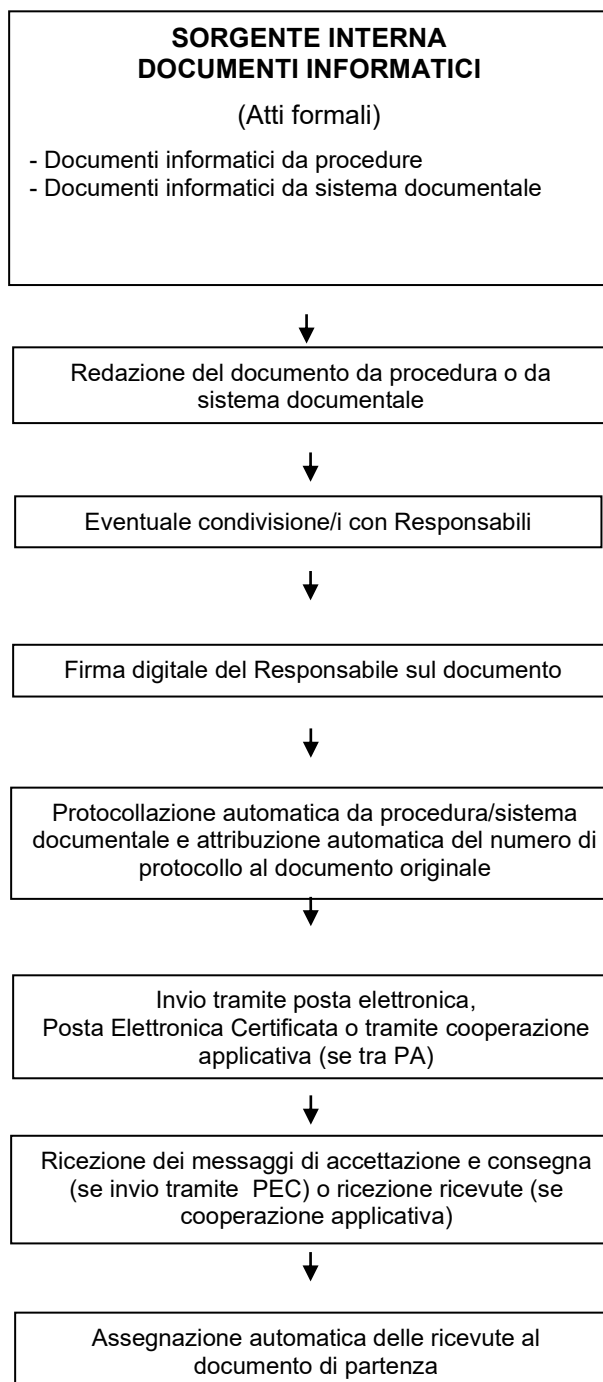 SORGENTE INTERNA
DOCUMENTI INFORMATICI
(Atti formali)
- Documenti informatici da procedure
- Documenti informatici da sistema documentale
Redazione del documento da procedura o da
sistema documentale
Eventuale condivisione/i con Responsabili
Firma digitale del Responsabile sul documento
Protocollazione automatica da procedura/sistema
documentale e attribuzione automatica del numero di
protocollo al documento originale
Invio tramite posta elettronica,
Posta Elettronica Certificata o tramite cooperazione
applicativa (se tra PA)
Ricezione dei messaggi di accettazione e consegna
(se invio tramite PEC) o ricezione ricevute (se
cooperazione applicativa)
Assegnazione automatica delle ricevute al
documento di partenza